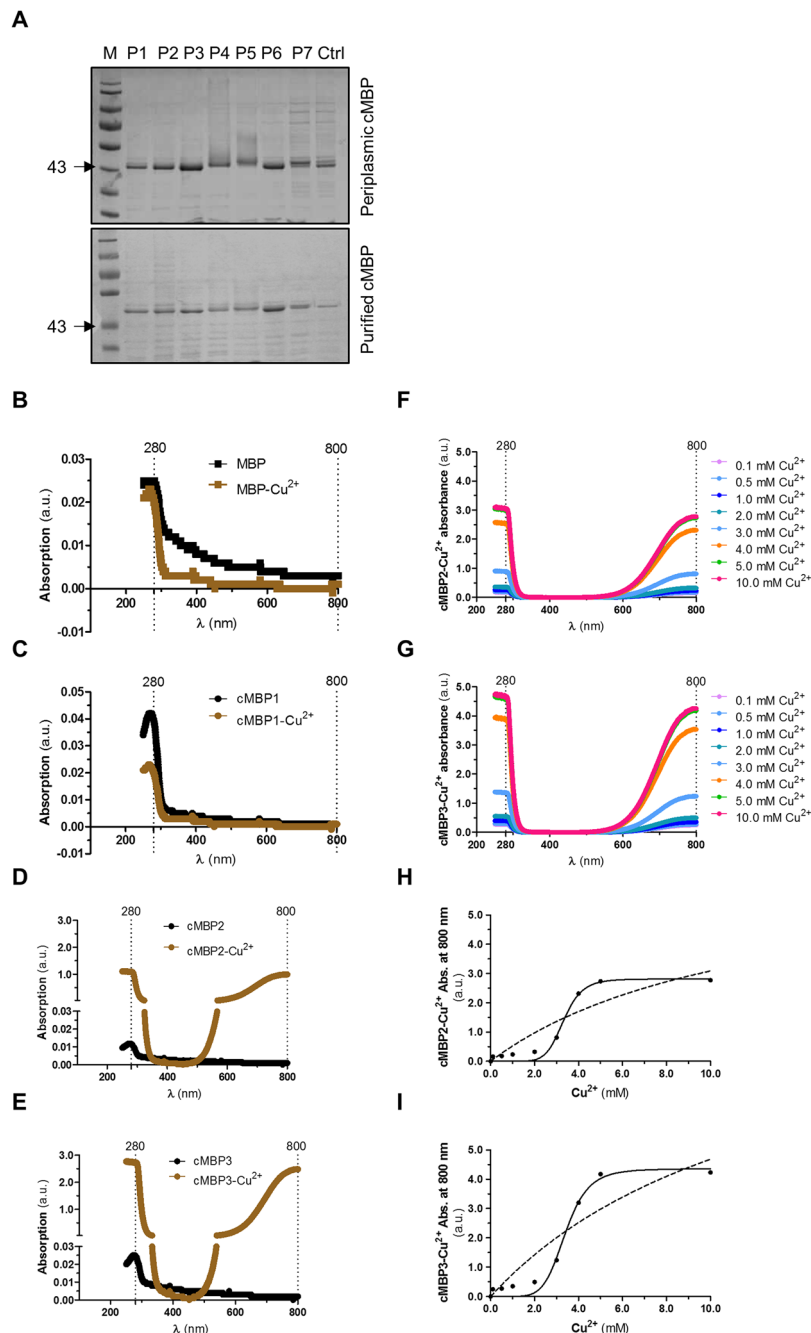 A
M P1 P2 P3 P4 P5 P6 P7 Ctrl
43
Periplasmic cMBP
43
Purified cMBP
B
280 800
MBP
MBP-Cu²⁺
Absorption (a.u.)
0.03
0.02
0.01
0.00
-0.01
200 400 600 800
λ (nm)
C
280 800
cMBP1
cMBP1-Cu²⁺
Absorption (a.u.)
0.05
0.04
0.03
0.02
0.01
0.00
-0.01
200 400 600 800
λ (nm)
D
280 800
cMBP2
cMBP2-Cu²⁺
Absorption (a.u.)
3.0
2.0
1.0
0.03
0.02
0.01
0.00
200 400 600 800
λ (nm)
E
280 800
cMBP3
cMBP3-Cu²⁺
Absorption (a.u.)
3.0
2.0
1.0
0.03
0.02
0.01
0.00
200 400 600 800
λ (nm)
F
280 800
cMBP2-Cu²⁺ absorbance (a.u.)
5.0
4.0
3.0
2.0
1.0
0.0
200 280 400 600 800
λ (nm)
0.1 mM Cu²⁺
0.5 mM Cu²⁺
1.0 mM Cu²⁺
2.0 mM Cu²⁺
3.0 mM Cu²⁺
4.0 mM Cu²⁺
5.0 mM Cu²⁺
10.0 mM Cu²⁺
G
280 800
cMBP3-Cu²⁺ absorbance (a.u.)
5.0
4.0
3.0
2.0
1.0
0.0
200 280 400 600 800
λ (nm)
0.1 mM Cu²⁺
0.5 mM Cu²⁺
1.0 mM Cu²⁺
2.0 mM Cu²⁺
3.0 mM Cu²⁺
4.0 mM Cu²⁺
5.0 mM Cu²⁺
10.0 mM Cu²⁺
H
cMBP2-Cu²⁺ Abs. at 800 nm
(a.u.)
5.0
4.0
3.0
2.0
1.0
0.0
0.0 2.0 4.0 6.0 8.0 10.0
Cu²⁺ (mM)
I
cMBP3-Cu²⁺ Abs. at 800 nm
(a.u.)
5.0
4.0
3.0
2.0
1.0
0.0
0.0 2.0 4.0 6.0 8.0 10.0
Cu²⁺ (mM)